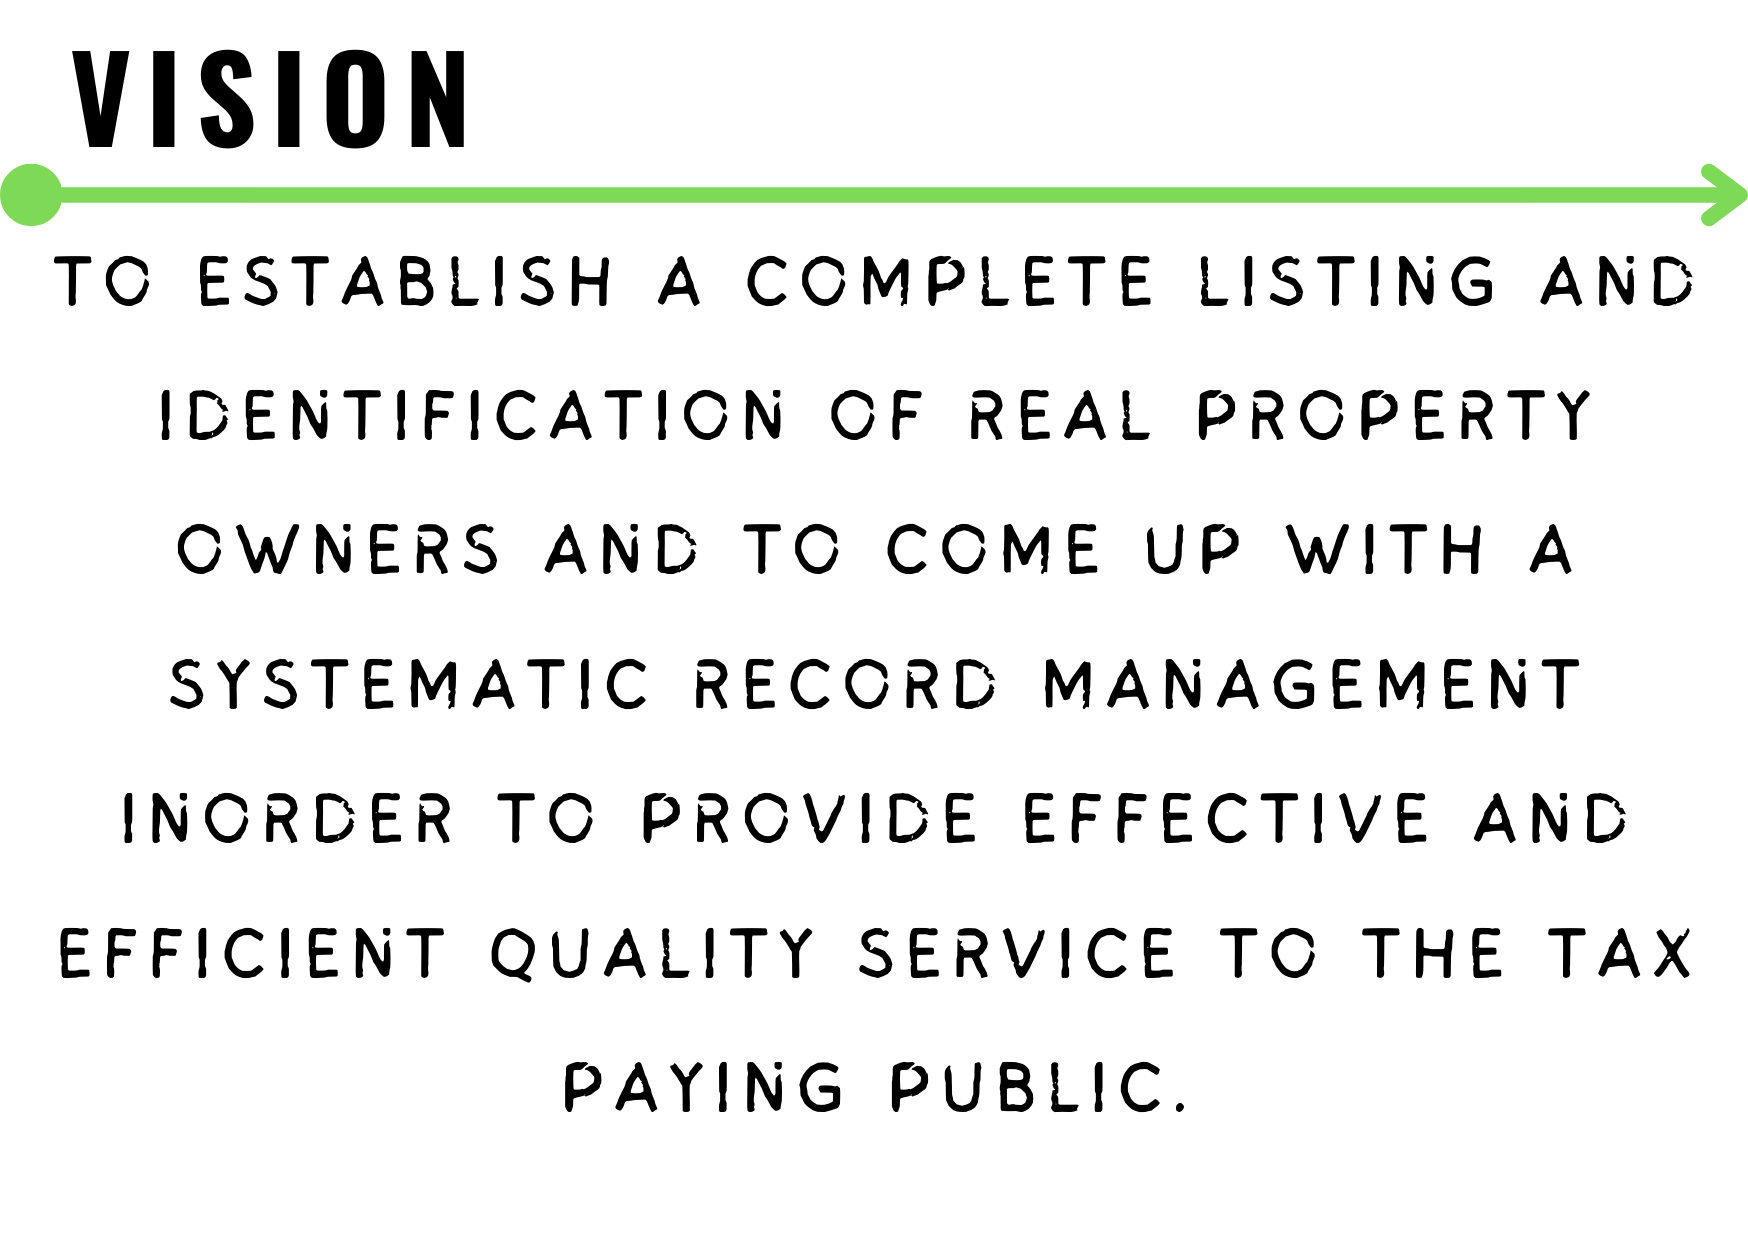 VISION
TO ESTABLISH A COMPLETE LISTING AND
IDENTIFICATION OF REAL PROPERTY
OWNERS AND TO COME UP WITH A
SYSTEMATIC RECORD MANAGEMENT
INORDER TO PROVIDE EFFECTIVE AND
EFFICIENT QUALITY SERVICE TO THE TAX
PAYING PUBLIC.